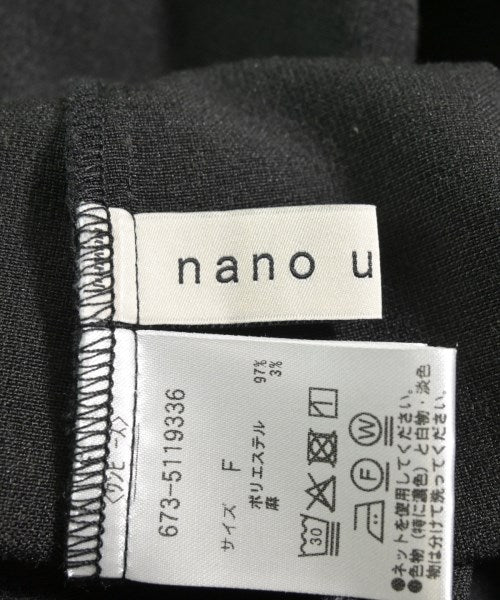 nano u
〈ワンピース〉
673-5119336
サイズ F
ポリエステル 97%
麻 3%
30
F W
●ネットを使用してください。
●色物(特に濃色)と白物・淡色
物は分けて洗ってください。